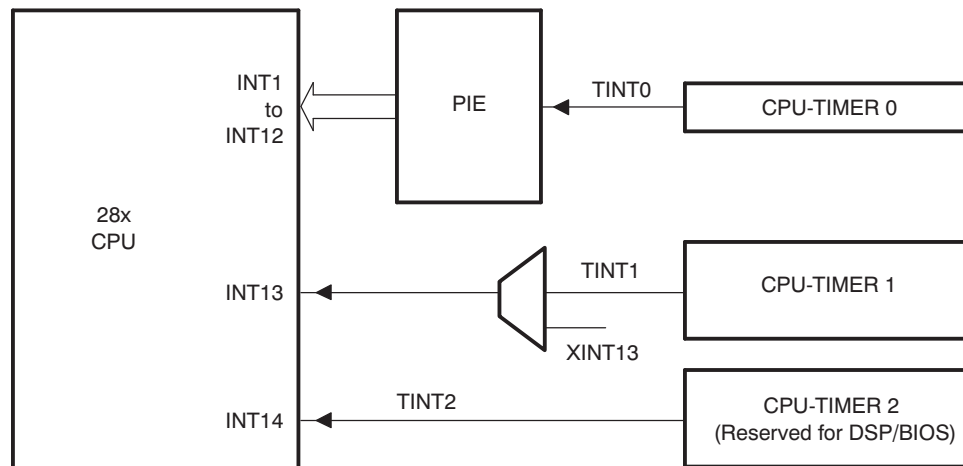 INT1
to
INT12
PIE
TINT0
CPU-TIMER 0
28x
CPU
INT13
TINT1
CPU-TIMER 1
XINT13
INT14
TINT2
CPU-TIMER 2
(Reserved for DSP/BIOS)